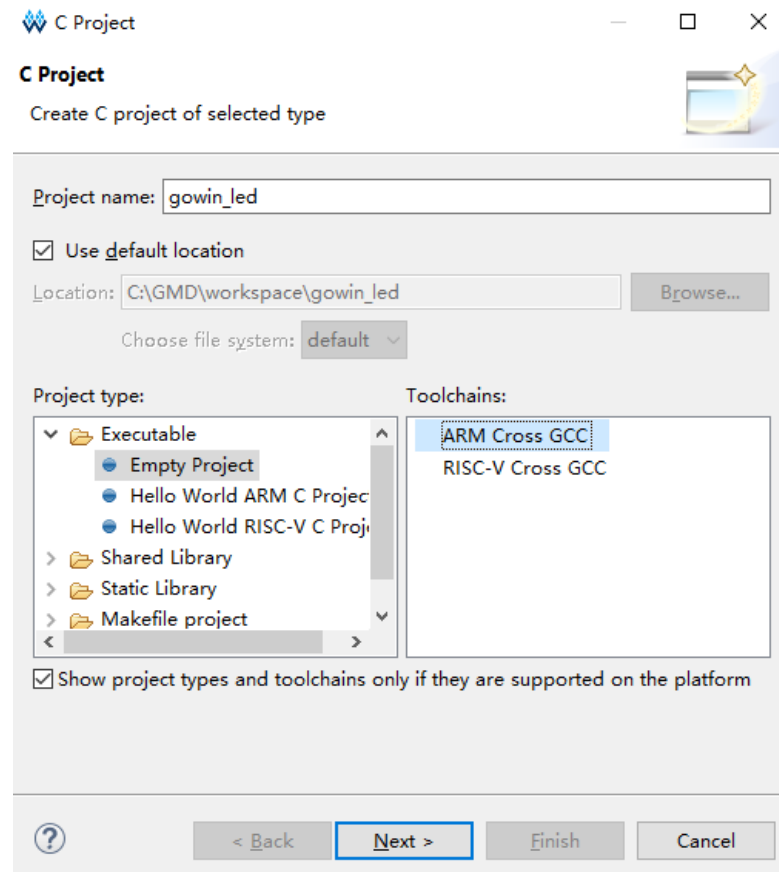 C Project
C Project
Create C project of selected type
Project name: gowin_led
Use default location
Location: C:\GMD\workspace\gowin_led Browse...
Choose file system: default
Project type: Toolchains:
Executable ARM Cross GCC
Empty Project RISC-V Cross GCC
Hello World ARM C Projec
Hello World RISC-V C Proj
Shared Library
Static Library
Makefile project
Show project types and toolchains only if they are supported on the platform
? < Back Next > Finish Cancel